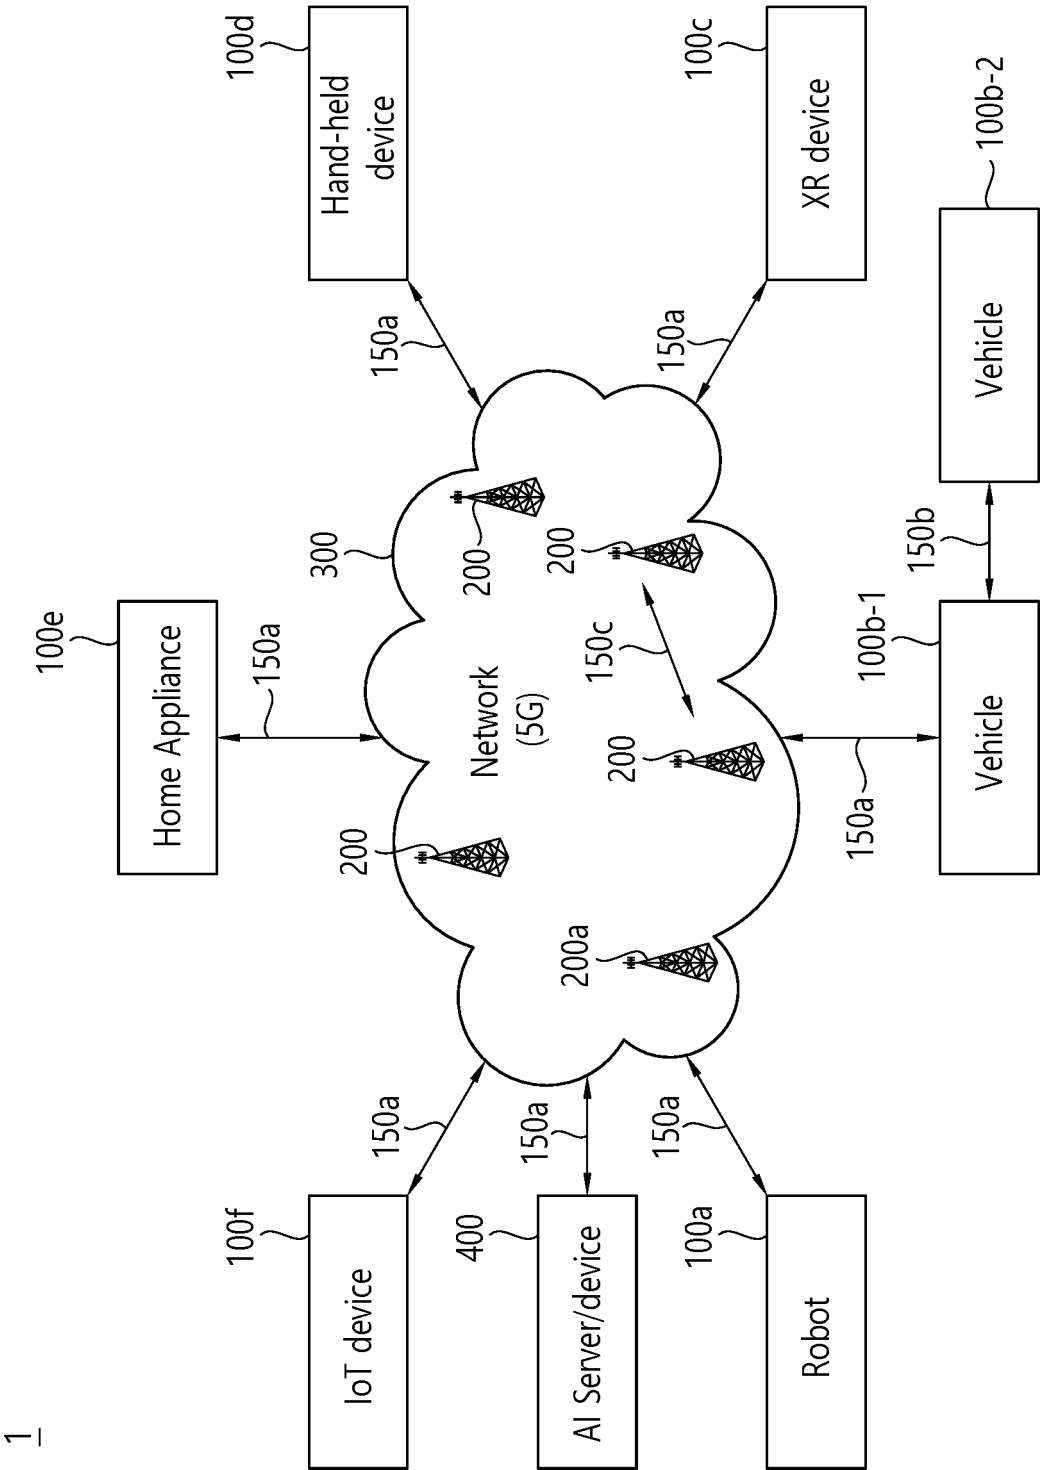 1
100e
Home Appliance
150a
100f
IoT device
150a
300
100d
Hand-held
device
150a
200
200
Network
(5G)
400
AI Server/device
150a
200a
200
150c
200
100a
Robot
150a
100c
XR device
150a
150a
100b-1
Vehicle
150b
100b-2
Vehicle